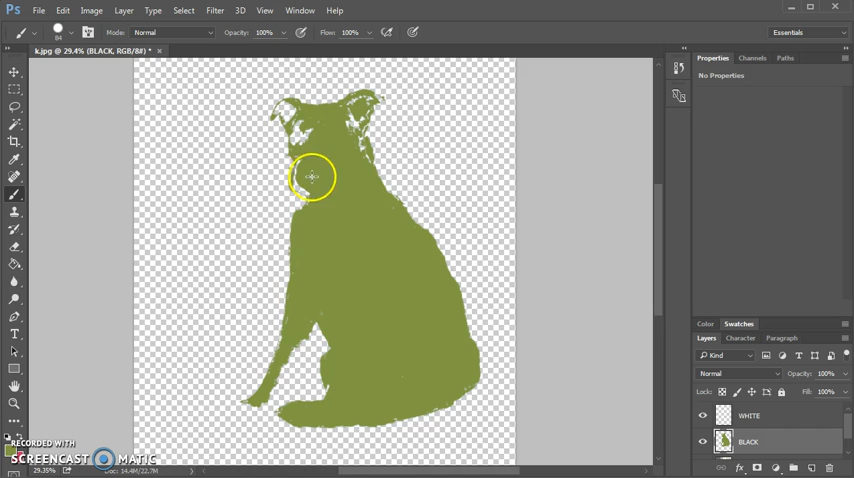 Ps File Edit Image Layer Type Select Filter 3D View Window Help
84 Mode: Normal Opacity: 100% Flow: 100% Essentials
k.jpg @ 29.4% (BLACK, RGB/8#) * ×
Properties Channels Paths
No Properties
Color Swatches
Layers Character Paragraph
Kind
Normal Opacity: 100%
Lock: Fill: 100%
WHITE
BLACK
RECORDED WITH
SCREENCAST MATIC
29.35% Doc: 14.4M/22.7M